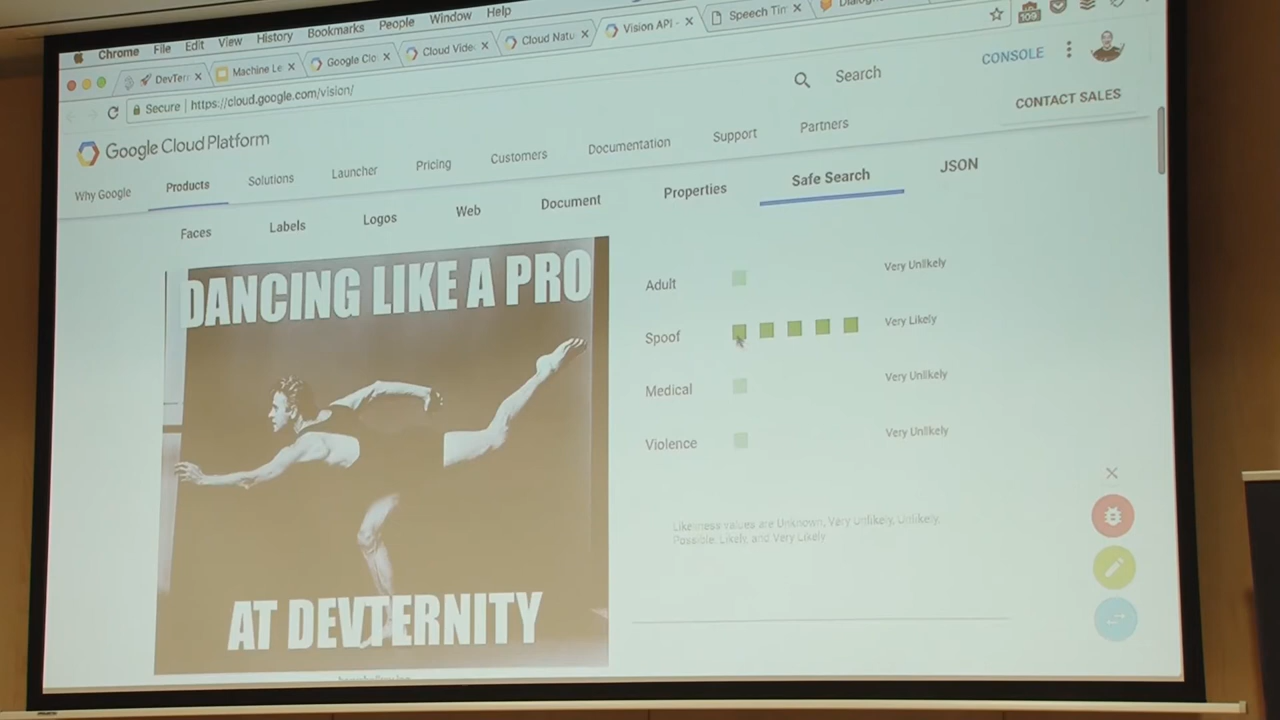 Chrome File Edit View History Bookmarks People Window Help
DevTern Machine Le Google Clo Cloud Vide Cloud Natu Vision API - Speech Tim
Secure | https://cloud.google.com/vision/
109
Google Cloud Platform
Search
CONSOLE
CONTACT SALES
Why Google Products Solutions Launcher Pricing Customers Documentation Support Partners
Faces Labels Logos Web Document Properties Safe Search JSON
DANCING LIKE A PRO
AT DEVTERNITY
Adult Very Unlikely
Spoof Very Likely
Medical Very Unlikely
Violence Very Unlikely
Likeliness values are Unknown, Very Unlikely, Unlikely,
Possible, Likely, and Very Likely